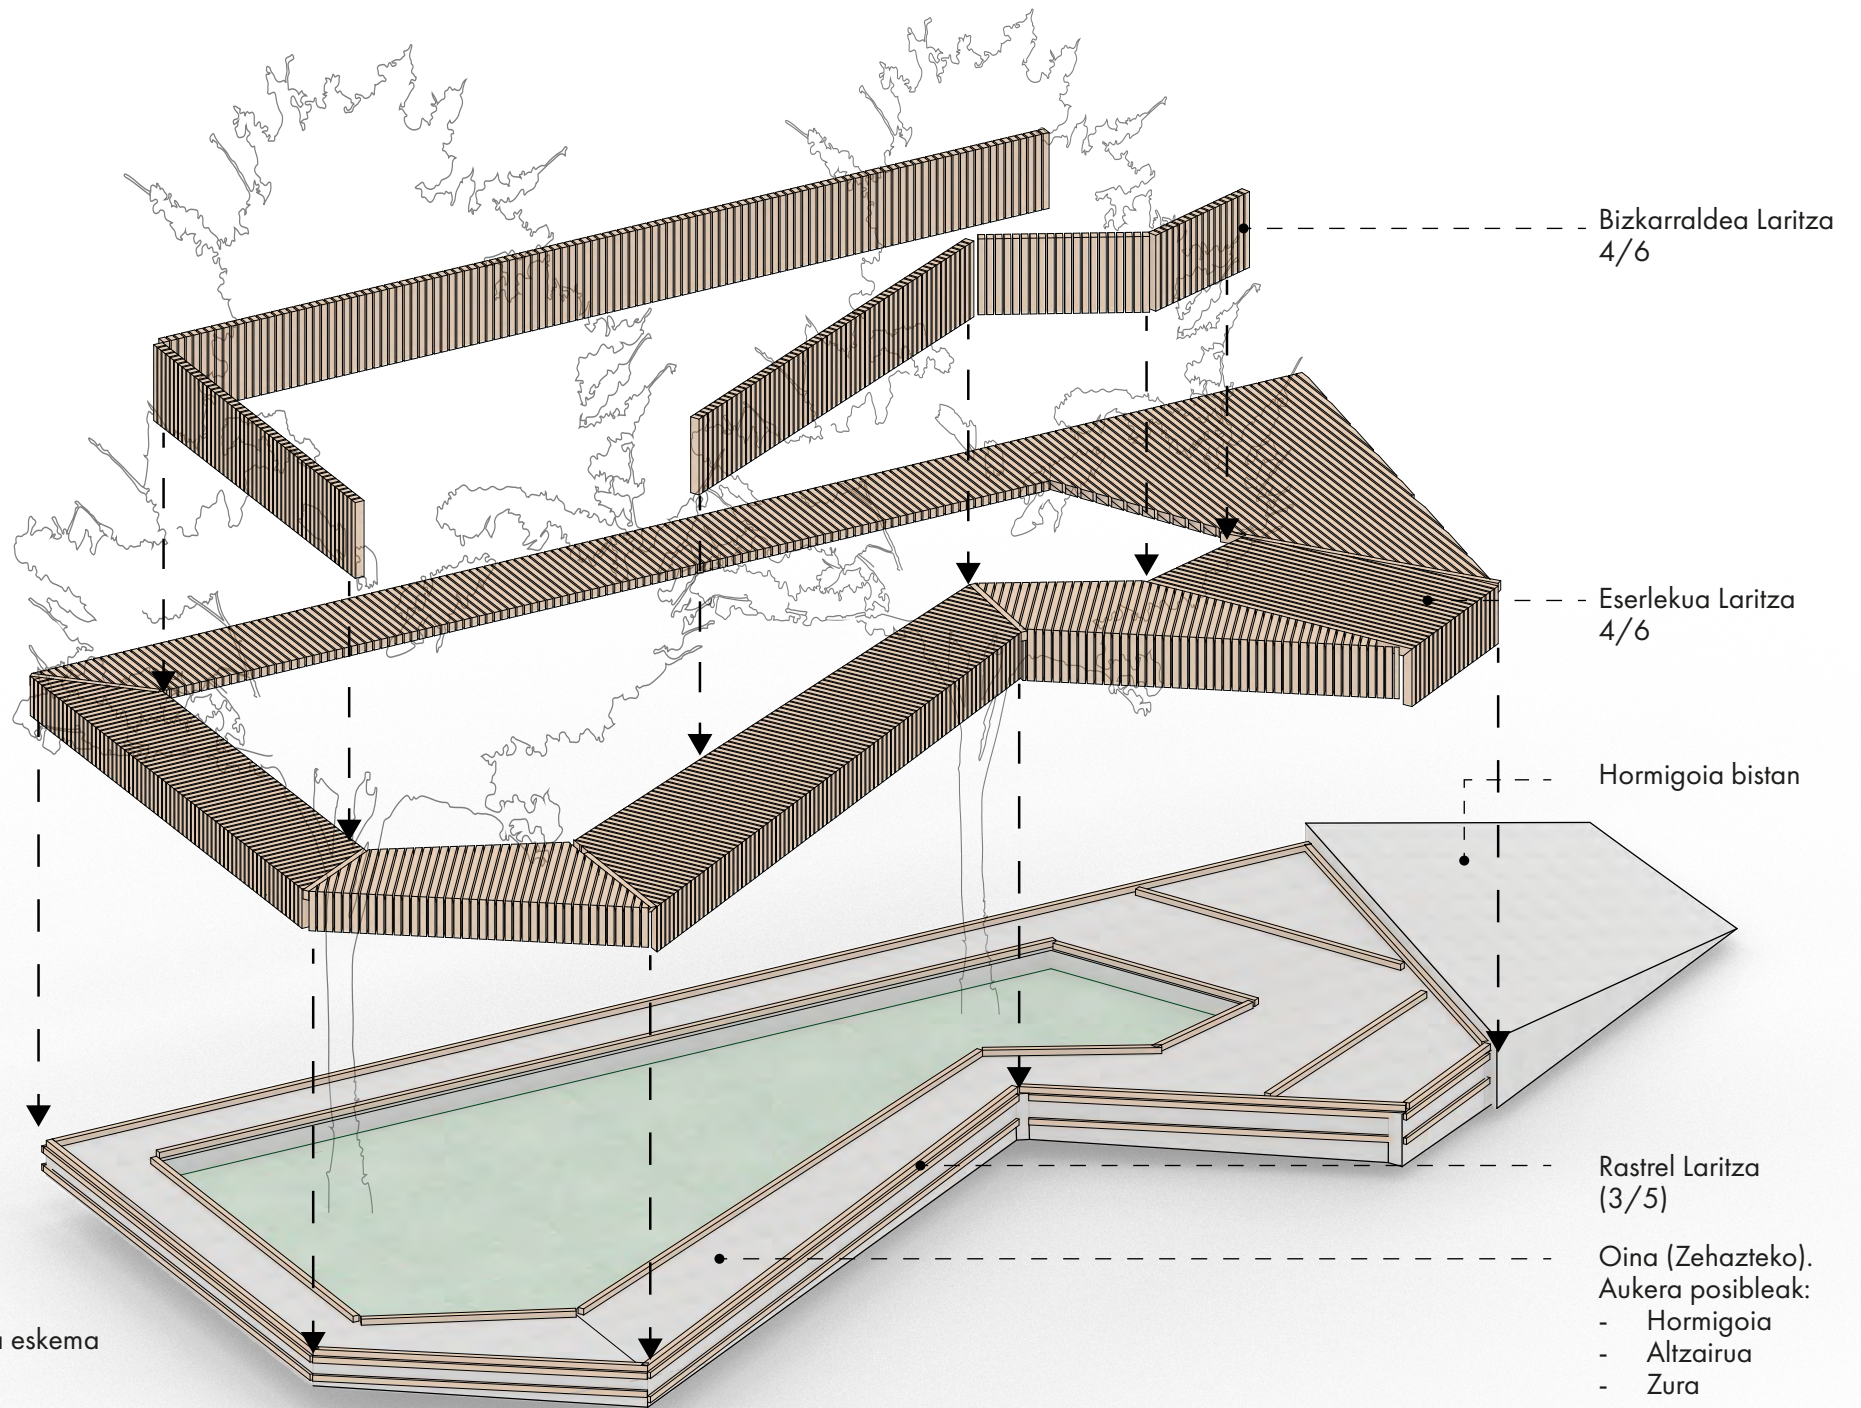 Bizkarraldea Laritza
4/6
Eserlekua Laritza
4/6
Hormigoia bistan
Rastrel Laritza
(3/5)
Oina (Zehazteko).
Aukera posibleak:
- Hormigoia
- Altzairua
- Zura
eskema